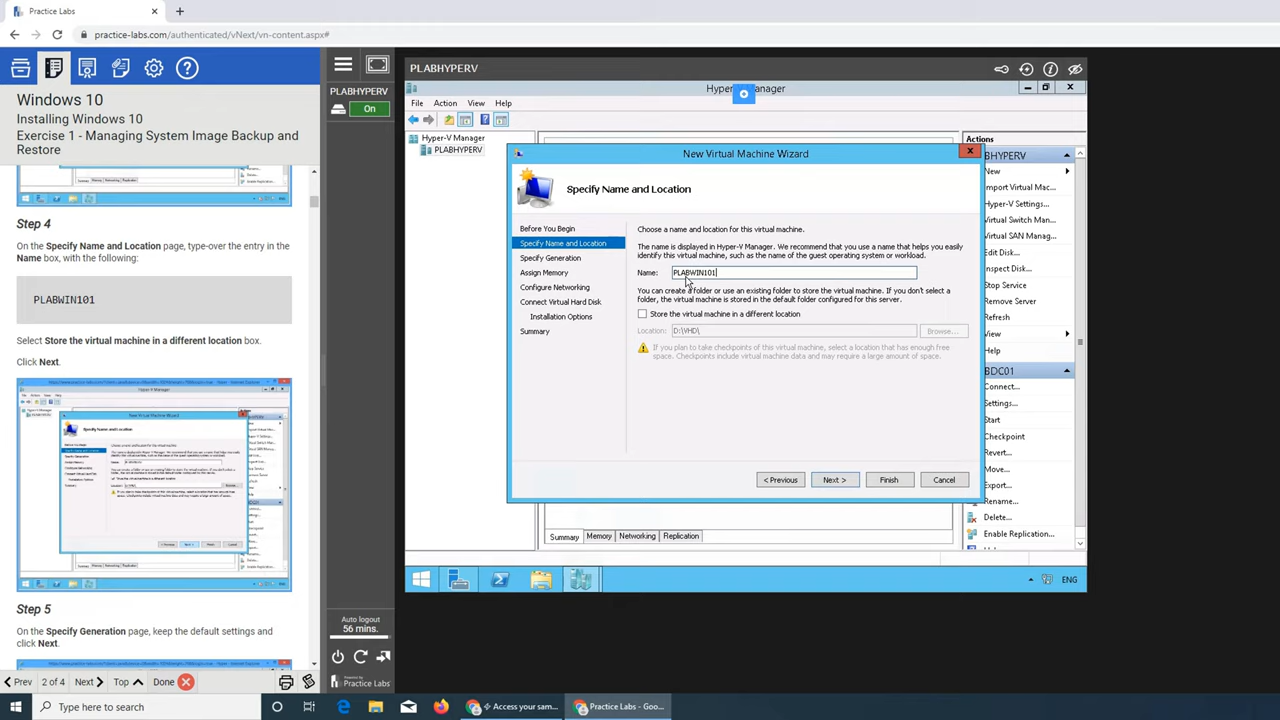 Practice Labs
practice-labs.com/authenticated/vNext/vn-content.aspx#
Windows 10
Installing Windows 10
Exercise 1 - Managing System Image Backup and
Restore
Step 4
On the Specify Name and Location page, type-over the entry in the
Name box, with the following:
PLABWIN101
Select Store the virtual machine in a different location box.
Click Next.
Step 5
On the Specify Generation page, keep the default settings and
click Next.
Prev
2 of 4
Next
Top
Done
PLABHYPERV
On
Auto logout
56 mins.
Practice Labs
PLABHYPERV
File Action View Help
Hyper-V Manager
PLABHYPERV
New Virtual Machine Wizard
Specify Name and Location
Before You Begin
Specify Name and Location
Specify Generation
Assign Memory
Configure Networking
Connect Virtual Hard Disk
Installation Options
Summary
Choose a name and location for this virtual machine.
The name is displayed in Hyper-V Manager. We recommend that you use a name that helps you easily
identify this virtual machine, such as the name of the guest operating system or workload.
Name: PLABWIN101
You can create a folder or use an existing folder to store the virtual machine. If you don't select a
folder, the virtual machine is stored in the default folder configured for this server.
Store the virtual machine in a different location
Location: D:\VHD\ Browse...
If you plan to take checkpoints of this virtual machine, select a location that has enough free
space. Checkpoints include virtual machine data and may require a large amount of space.
< Previous
Next >
Finish
Cancel
Summary Memory Networking Replication
Actions
BHYPERV
New
Import Virtual Mac...
Hyper-V Settings...
Virtual Switch Man...
Virtual SAN Manag...
Edit Disk...
Inspect Disk...
Stop Service
Remove Server
View
Help
BDC01
Connect...
Settings...
Start
Checkpoint
Revert...
Move...
Export...
Rename...
Delete...
Enable Replication...
ENG
Type here to search
Access your sam...
Practice Labs - Goo...